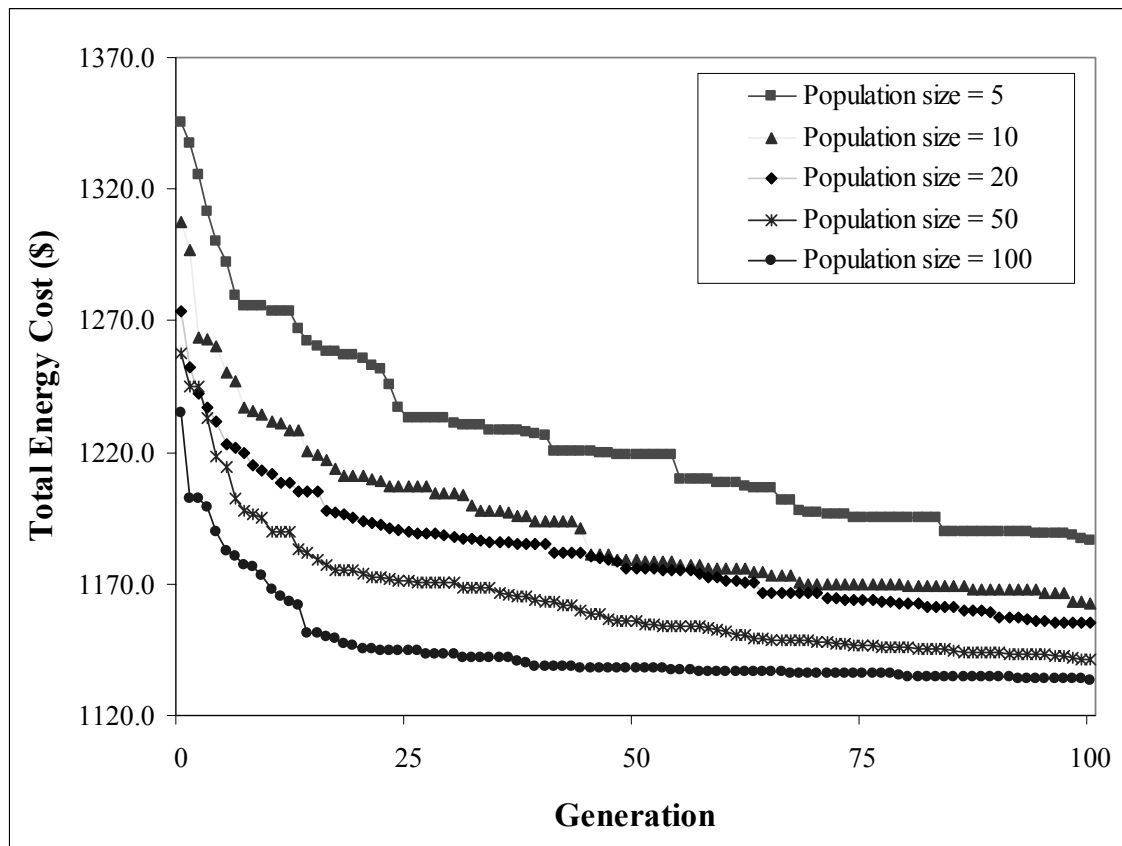 1370.0
1320.0
1270.0
1220.0
1170.0
1120.0
Total Energy Cost ($)
Population size = 5
Population size = 10
Population size = 20
Population size = 50
Population size = 100
0 25 50 75 100
Generation